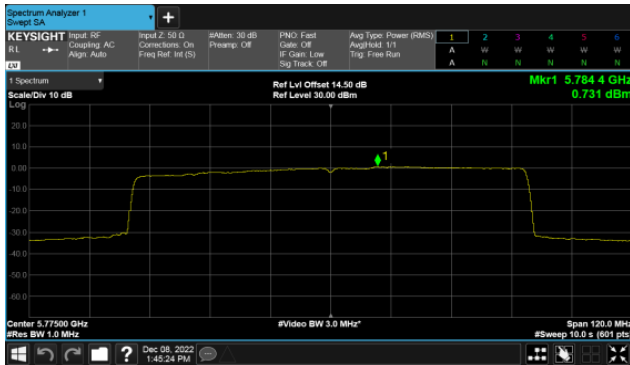 Spectrum Analyzer 1
Swept SA
+
KEYSIGHT Input: RF Input Z: 50 Ω #Atten: 30 dB PNO: Fast Avg Type: Power (RMS) 1 2 3 4 5 6
RL Coupling: AC Corrections: On Preamp: Off Gate: Off Avg|Hold: 1/1 A W W W W W
Align: Auto Freq Ref: Int (S) IF Gain: Low Trig: Free Run A N N N N N
LXI Sig Track: Off
1 Spectrum Ref Lvl Offset 14.50 dB Mkr1 5.784 4 GHz
Scale/Div 10 dB Ref Level 30.00 dBm 0.731 dBm
Log
20.0
10.0
0.00
1
-10.0
-20.0
-30.0
-40.0
-50.0
-60.0
Center 5.77500 GHz #Video BW 3.0 MHz* Span 120.0 MHz
#Res BW 1.0 MHz #Sweep 10.0 s (601 pts)
? Dec 08, 2022
1:45:24 PM